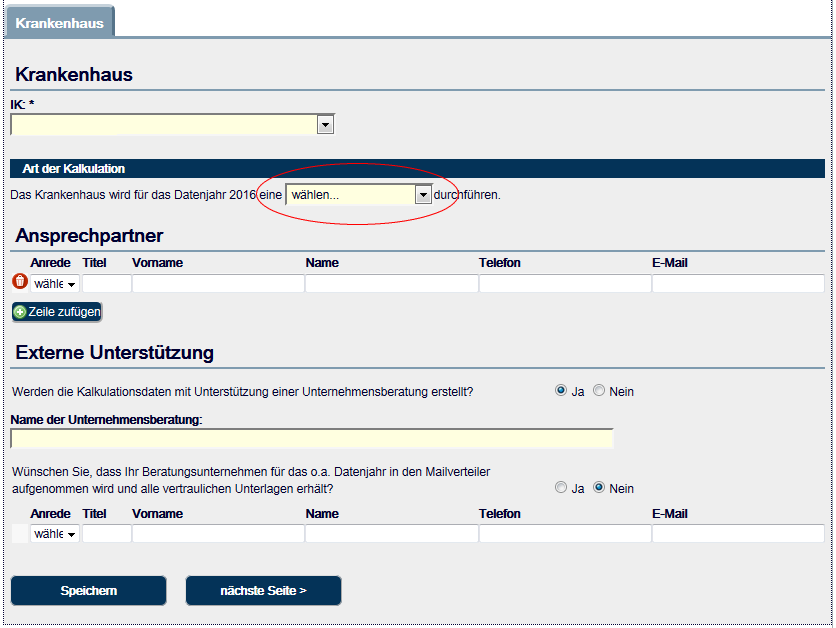 Krankenhaus
Krankenhaus
IK: *
Art der Kalkulation
Das Krankenhaus wird für das Datenjahr 2016 eine wählen... durchführen.
Ansprechpartner
Anrede Titel Vorname Name Telefon E-Mail
wähle
Zeile zufügen
Externe Unterstützung
Werden die Kalkulationsdaten mit Unterstützung einer Unternehmensberatung erstellt? Ja Nein
Name der Unternehmensberatung:
Wünschen Sie, dass Ihr Beratungsunternehmen für das o.a. Datenjahr in den Mailverteiler
aufgenommen wird und alle vertraulichen Unterlagen erhält? Ja Nein
Anrede Titel Vorname Name Telefon E-Mail
wähle
Speichern nächste Seite >